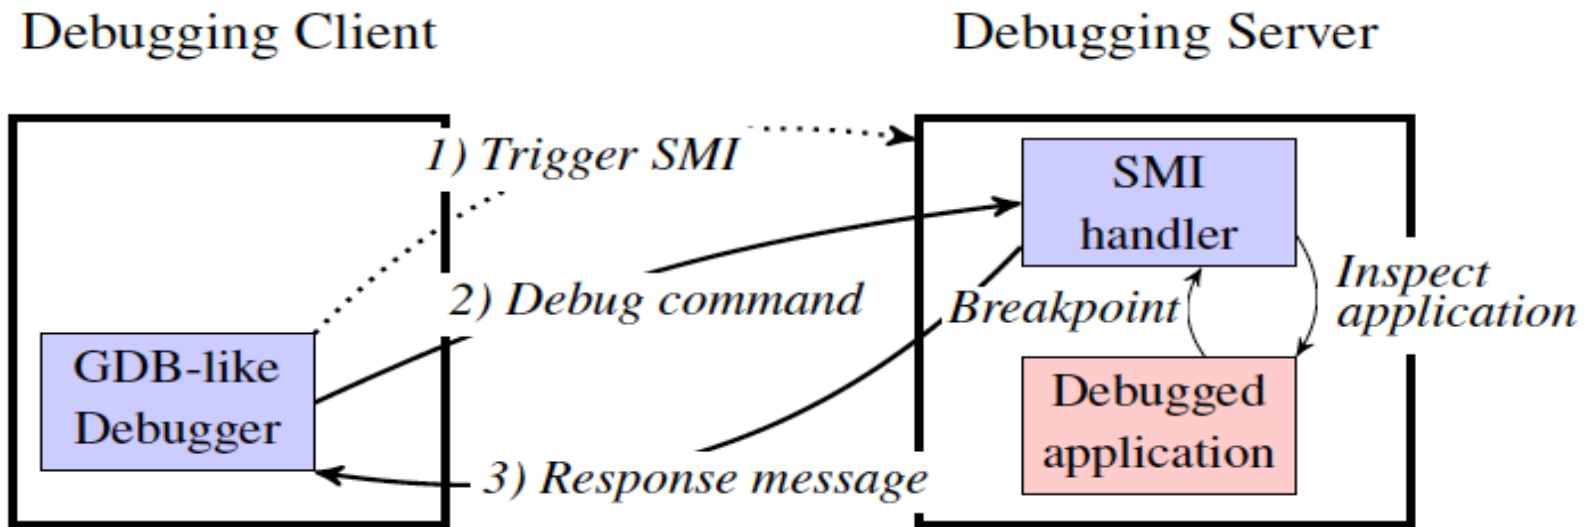 Debugging Client
Debugging Server
1) Trigger SMI
SMI
handler
2) Debug command
Breakpoint
Inspect
application
GDB-like
Debugger
Debugged
application
3) Response message